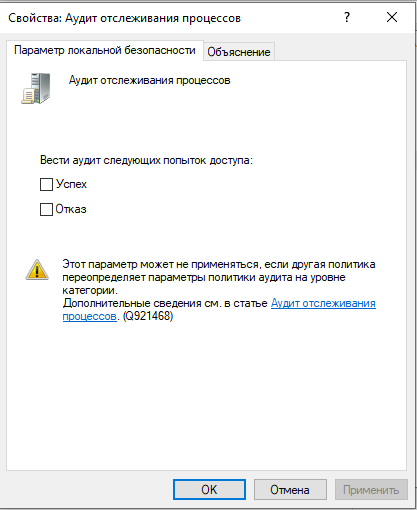 Свойства: Аудит отслеживания процессов
?
Параметр локальной безопасности
Объяснение
Аудит отслеживания процессов
Вести аудит следующих попыток доступа:
Успех
Отказ
Этот параметр может не применяться, если другая политика
переопределяет параметры политики аудита на уровне
категории.
Дополнительные сведения см. в статье Аудит отслеживания
процессов. (Q921468)
OK
Отмена
Применить